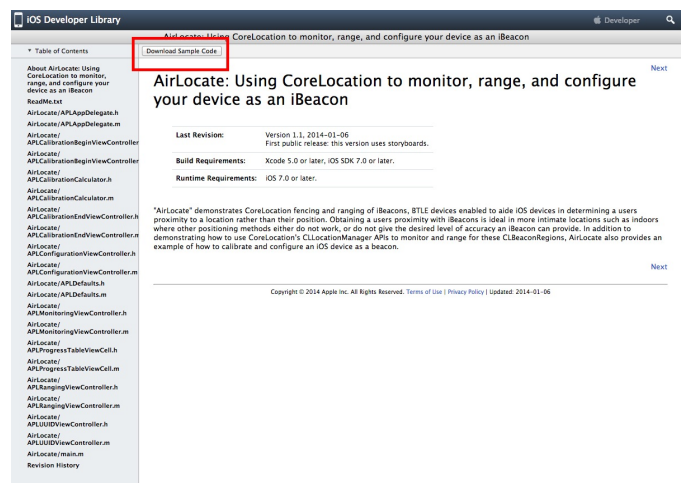 iOS Developer Library
Developer
AirLocate: Using CoreLocation to monitor, range, and configure your device as an iBeacon
Table of Contents
Download Sample Code
About AirLocate: Using
CoreLocation to monitor,
range, and configure your
device as an iBeacon
ReadMe.txt
AirLocate/APLAppDelegate.h
AirLocate/APLAppDelegate.m
AirLocate/
APLCalibrationBeginViewController
AirLocate/
APLCalibrationBeginViewController
AirLocate/
APLCalibrationCalculator.h
AirLocate/
APLCalibrationCalculator.m
AirLocate/
APLCalibrationEndViewController.h
AirLocate/
APLCalibrationEndViewController.m
AirLocate/
APLConfigurationViewController.h
AirLocate/
APLConfigurationViewController.m
AirLocate/APLDefaults.h
AirLocate/APLDefaults.m
AirLocate/
APLMonitoringViewController.h
AirLocate/
APLMonitoringViewController.m
AirLocate/
APLProgressTableViewCell.h
AirLocate/
APLProgressTableViewCell.m
AirLocate/
APLRangingViewController.h
AirLocate/
APLRangingViewController.m
AirLocate/
APLUUIDViewController.h
AirLocate/
APLUUIDViewController.m
AirLocate/main.m
Revision History
Next
AirLocate: Using CoreLocation to monitor, range, and configure
your device as an iBeacon
Last Revision: Version 1.1, 2014-01-06
First public release: this version uses storyboards.
Build Requirements: Xcode 5.0 or later, iOS SDK 7.0 or later.
Runtime Requirements: iOS 7.0 or later.
"AirLocate" demonstrates CoreLocation fencing and ranging of iBeacons, BTLE devices enabled to aide iOS devices in determining a users
proximity to a location rather than their position. Obtaining a users proximity with iBeacons is ideal in more intimate locations such as indoors
where other positioning methods either do not work, or do not give the desired level of accuracy an iBeacon can provide. In addition to
demonstrating how to use CoreLocation's CLLocationManager APIs to monitor and range for these CLBeaconRegions, AirLocate also provides an
example of how to calibrate and configure an iOS device as a beacon.
Next
Copyright © 2014 Apple Inc. All Rights Reserved. Terms of Use | Privacy Policy | Updated: 2014-01-06